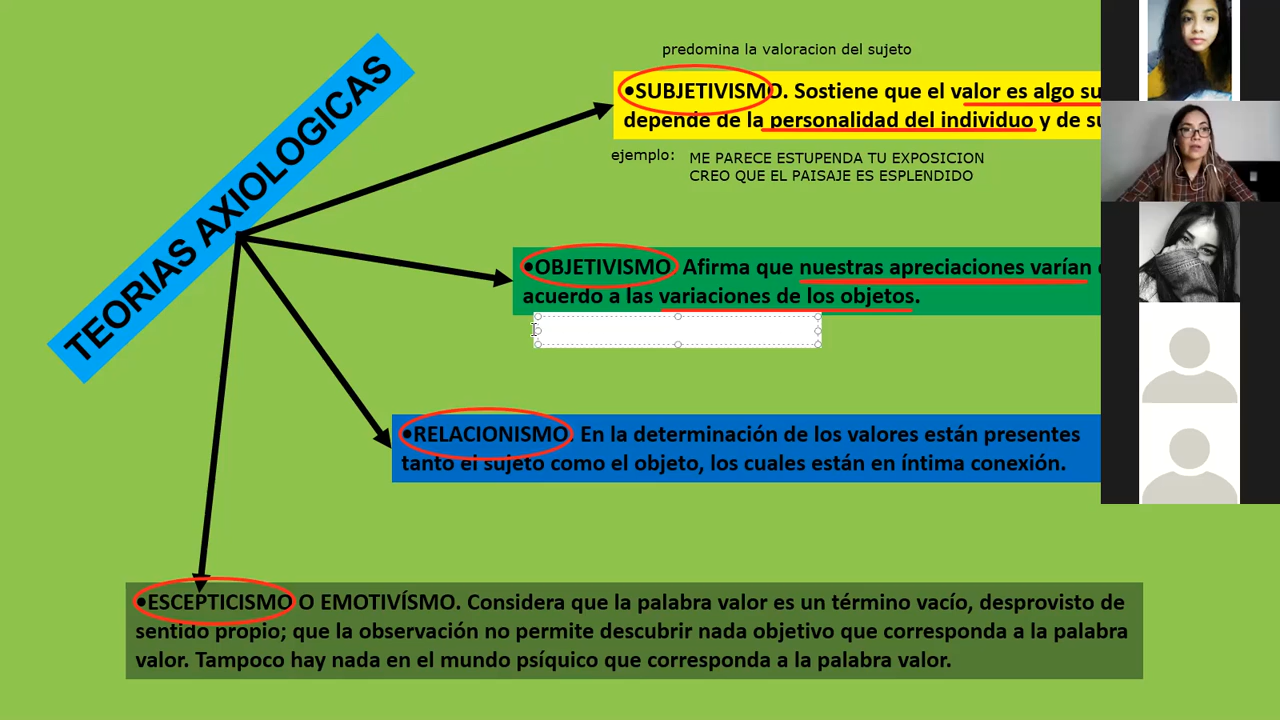 TEORIAS AXIOLOGICAS
predomina la valoracion del sujeto
•SUBJETIVISMO. Sostiene que el valor es algo su
depende de la personalidad del individuo y de su
ejemplo: ME PARECE ESTUPENDA TU EXPOSICION
CREO QUE EL PAISAJE ES ESPLENDIDO
•OBJETIVISMO. Afirma que nuestras apreciaciones varían
acuerdo a las variaciones de los objetos.
•RELACIONISMO. En la determinación de los valores están presentes
tanto el sujeto como el objeto, los cuales están en íntima conexión.
•ESCEPTICISMO O EMOTIVÍSMO. Considera que la palabra valor es un término vacío, desprovisto de
sentido propio; que la observación no permite descubrir nada objetivo que corresponda a la palabra
valor. Tampoco hay nada en el mundo psíquico que corresponda a la palabra valor.